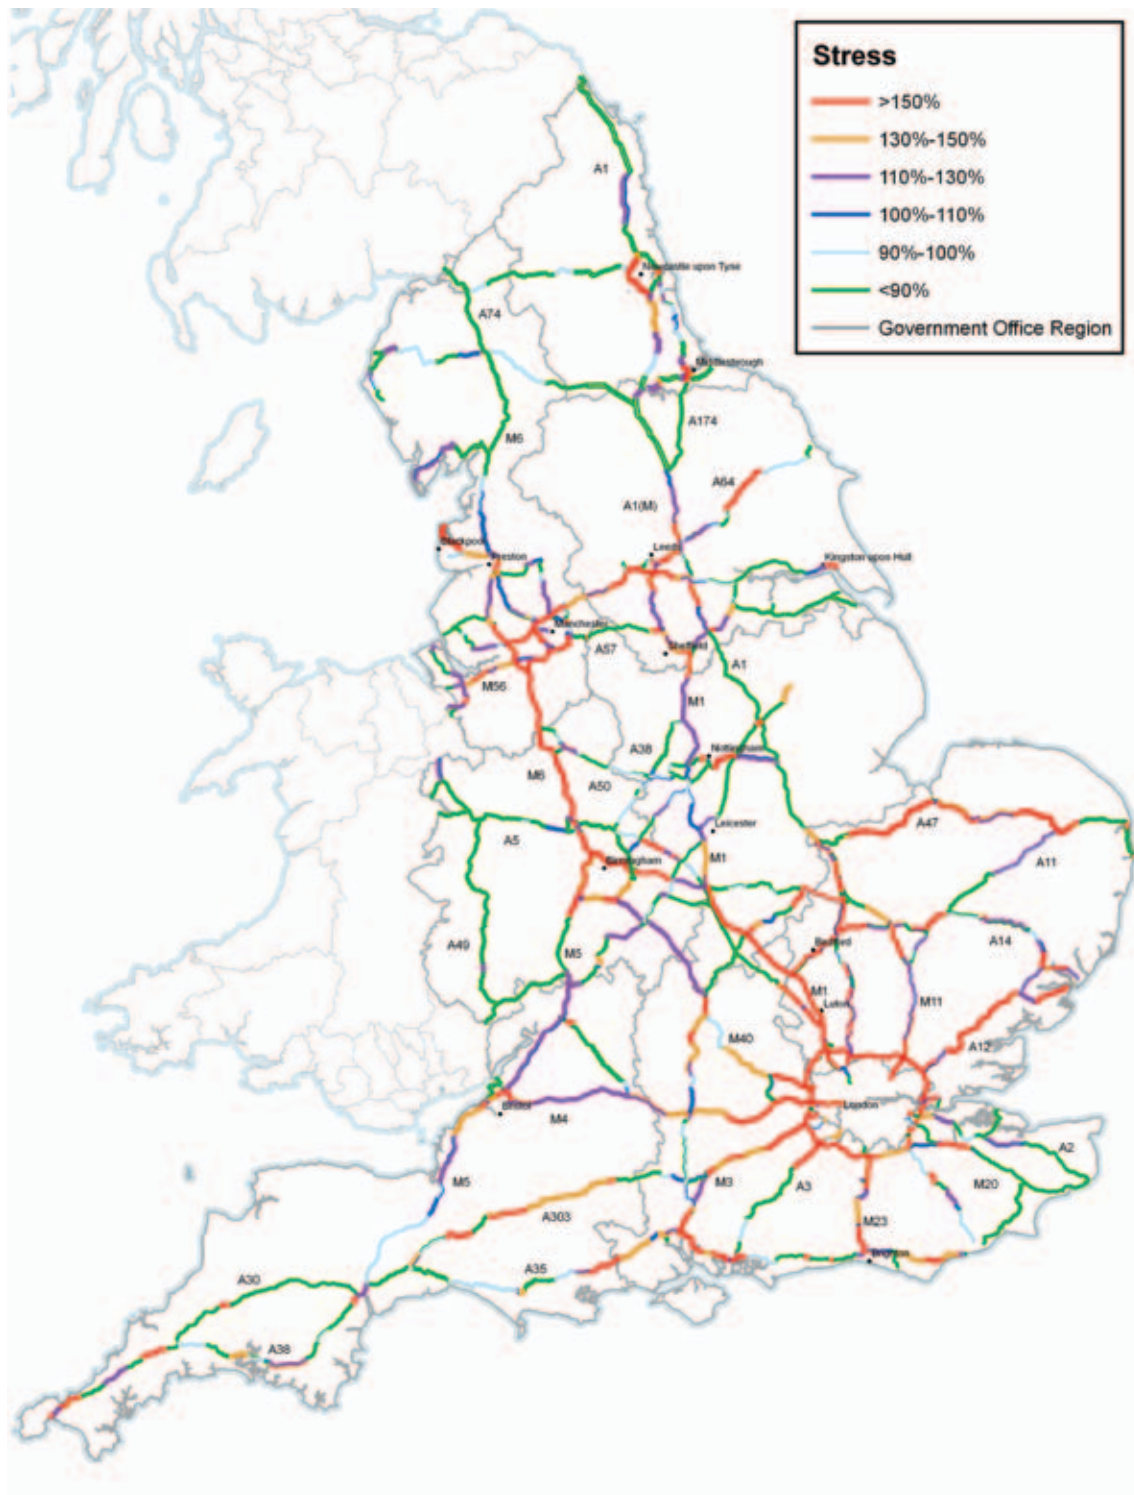 Stress
>150%
130%-150%
110%-130%
100%-110%
90%-100%
<90%
Government Office Region
A1
Newcastle upon Tyne
A74
Middlesbrough
A174
M6
A64
A1(M)
Blackpool
Leeds
Preston
Kingston upon Hull
Manchester
A57
Sheffield
A1
M56
M1
A38
Nottingham
M6
A50
A47
Leicester
A5
M1
A11
Birmingham
A49
Bedford
A14
M5
M1
M11
Luton
M40
A12
London
Bristol
M4
A2
M5
M3
A3
M20
A303
M23
Brighton
A35
A30
A38